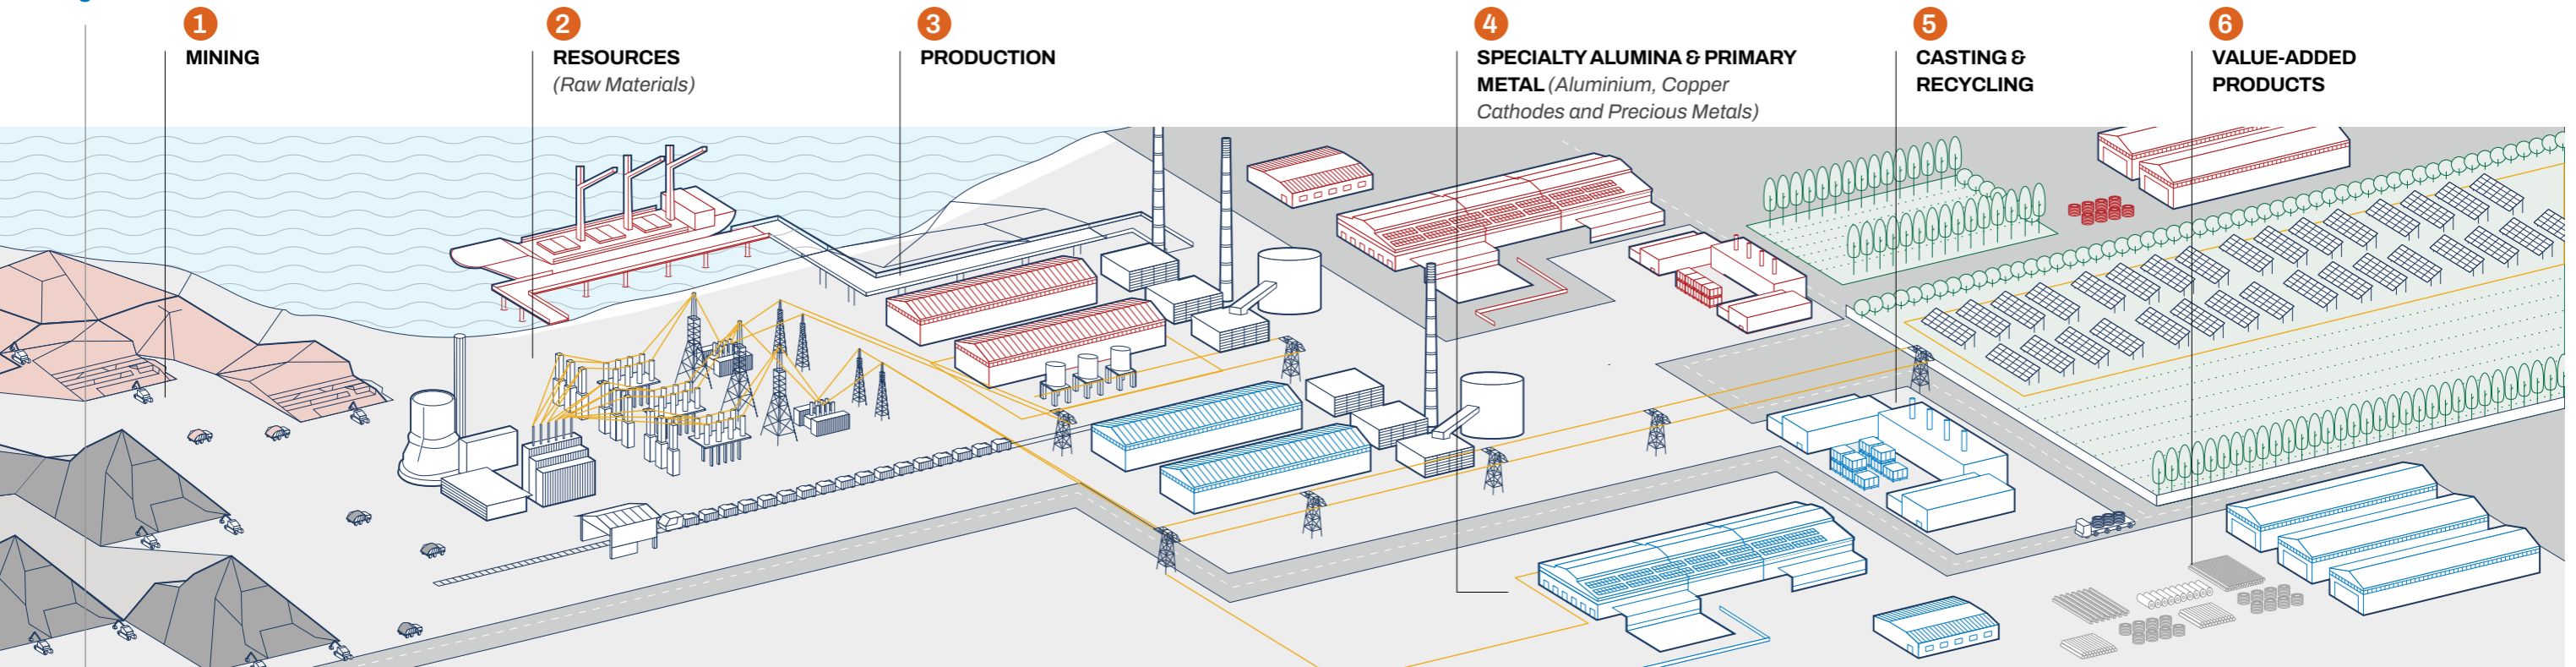 1
MINING
2
RESOURCES
(Raw Materials)
3
PRODUCTION
4
SPECIALTY ALUMINA & PRIMARY
METAL (Aluminium, Copper
Cathodes and Precious Metals)
5
CASTING &
RECYCLING
6
VALUE-ADDED
PRODUCTS